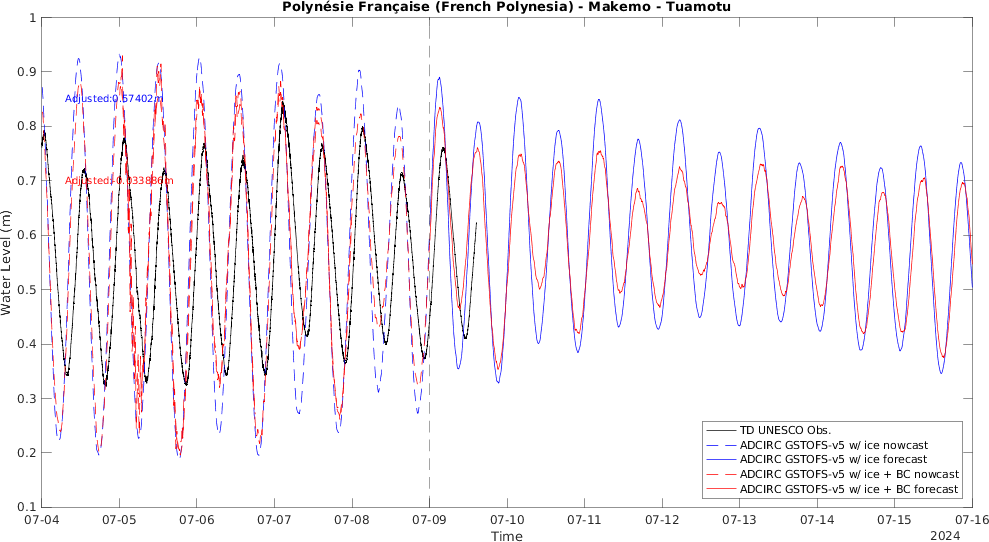 Polynésie Française (French Polynesia) - Makemo - Tuamotu
Water Level (m)
1
0.9
0.8
0.7
0.6
0.5
0.4
0.3
0.2
0.1
Adjusted:0.57402m
Adjusted:-0.033886m
TD UNESCO Obs.
ADCIRC GSTOFS-v5 w/ ice nowcast
ADCIRC GSTOFS-v5 w/ ice forecast
ADCIRC GSTOFS-v5 w/ ice + BC nowcast
ADCIRC GSTOFS-v5 w/ ice + BC forecast
07-04 07-05 07-06 07-07 07-08 07-09 07-10 07-11 07-12 07-13 07-14 07-15 07-16
Time
2024